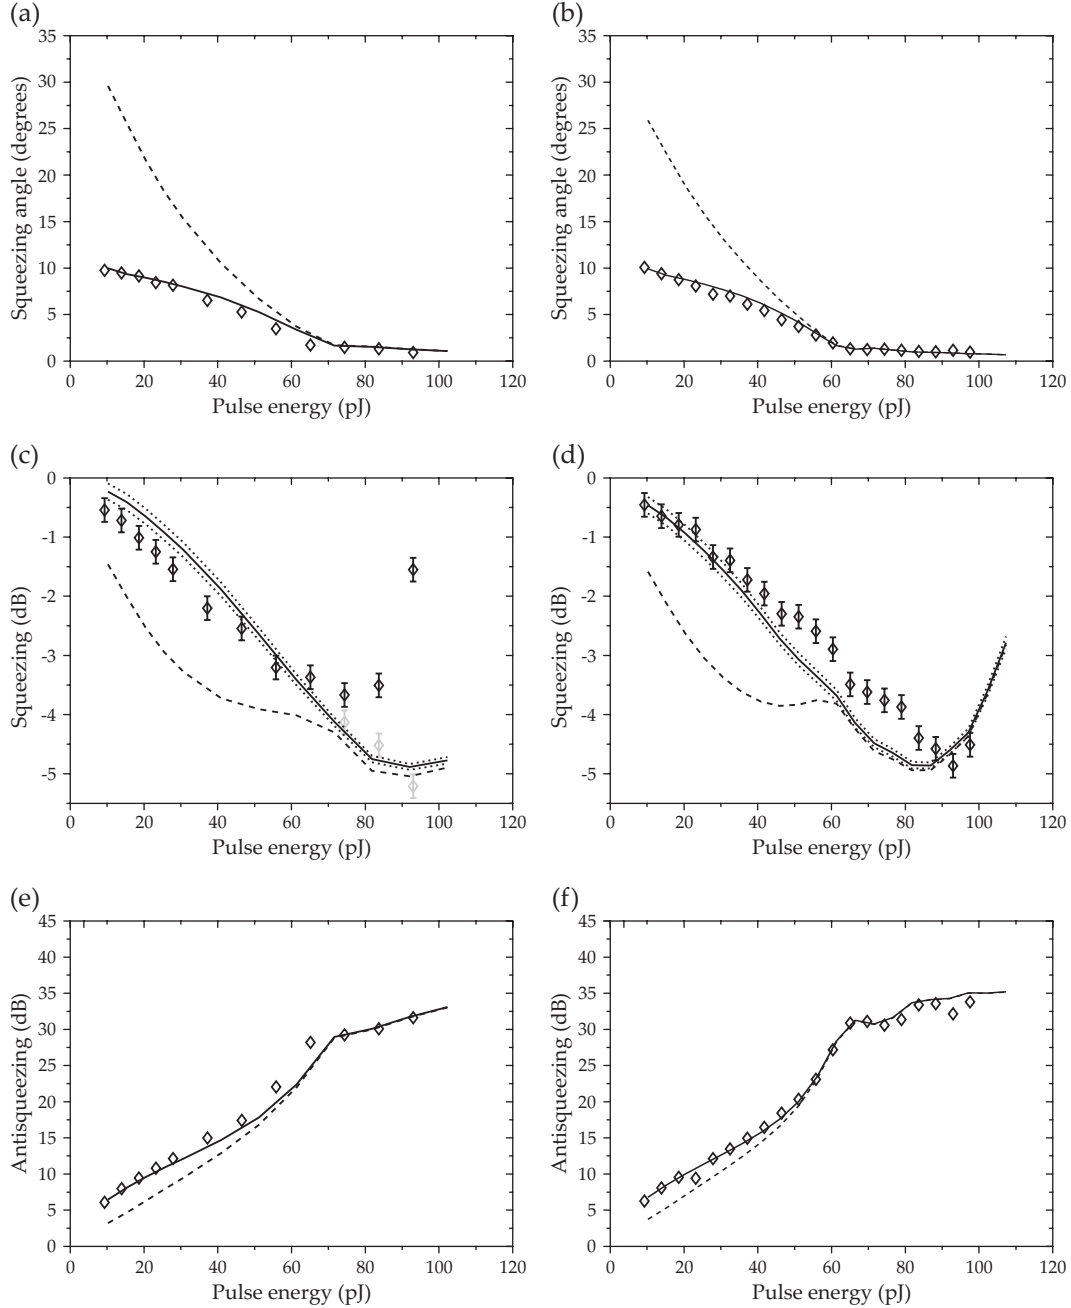 (a)
35
30
25
20
15
10
5
0
Squeezing angle (degrees)
0 20 40 60 80 100 120
Pulse energy (pJ)
(b)
35
30
25
20
15
10
5
0
Squeezing angle (degrees)
0 20 40 60 80 100 120
Pulse energy (pJ)
(c)
0
-1
-2
-3
-4
-5
Squeezing (dB)
0 20 40 60 80 100 120
Pulse energy (pJ)
(d)
0
-1
-2
-3
-4
-5
Squeezing (dB)
0 20 40 60 80 100 120
Pulse energy (pJ)
(e)
45
40
35
30
25
20
15
10
5
0
Antisqueezing (dB)
0 20 40 60 80 100 120
Pulse energy (pJ)
(f)
45
40
35
30
25
20
15
10
5
0
Antisqueezing (dB)
0 20 40 60 80 100 120
Pulse energy (pJ)